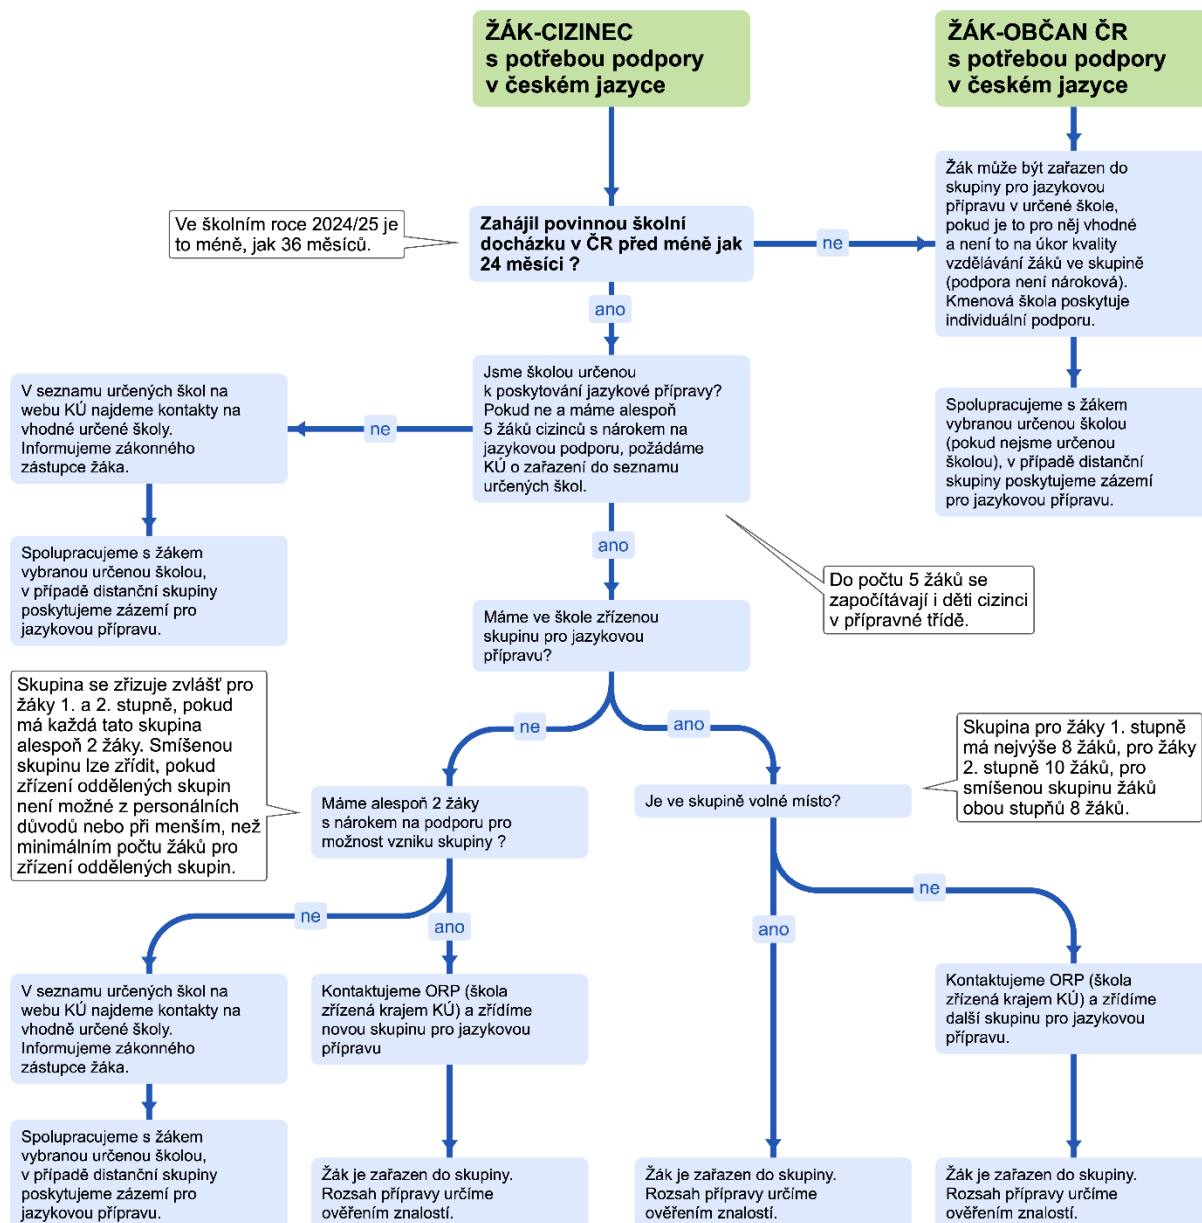 ŽÁK-CIZINEC
s potřebou podpory
v českém jazyce
ŽÁK-OBČAN ČR
s potřebou podpory
v českém jazyce
Ve školním roce 2024/25 je
to méně, jak 36 měsíců.
Zahájil povinnou školní
docházku v ČR před méně jak
24 měsíci ?
ne
Žák může být zařazen do
skupiny pro jazykovou
přípravu v určené škole,
pokud je to pro něj vhodné
a není to na úkor kvality
vzdělávání žáků ve skupině
(podpora není nároková).
Kmenová škola poskytuje
individuální podporu.
ano
V seznamu určených škol na
webu KÚ najdeme kontakty na
vhodné určené školy.
Informujeme zákonného
zástupce žáka.
ne
Jsme školou určenou
k poskytování jazykové přípravy?
Pokud ne a máme alespoň
5 žáků cizinců s nárokem na
jazykovou podporu, požádáme
KÚ o zařazení do seznamu
určených škol.
Spolupracujeme s žákem
vybranou určenou školou
(pokud nejsme určenou
školou), v případě distanční
skupiny poskytujeme zázemí
pro jazykovou přípravu.
ano
Spolupracujeme s žákem
vybranou určenou školou,
v případě distanční skupiny
poskytujeme zázemí pro
jazykovou přípravu.
Do počtu 5 žáků se
započítávají i děti cizinci
v přípravné třídě.
Máme ve škole zřízenou
skupinu pro jazykovou
přípravu?
Skupina se zřizuje zvlášť pro
žáky 1. a 2. stupně, pokud
má každá tato skupina
alespoň 2 žáky. Smíšenou
skupinu lze zřídit, pokud
zřízení oddělených skupin
není možné z personálních
důvodů nebo při menším, než
minimálním počtu žáků pro
zřízení oddělených skupin.
ne
ano
Skupina pro žáky 1. stupně
má nejvýše 8 žáků, pro žáky
2. stupně 10 žáků, pro
smíšenou skupinu žáků
obou stupňů 8 žáků.
Máme alespoň 2 žáky
s nárokem na podporu pro
možnost vzniku skupiny ?
Je ve skupině volné místo?
ne
ano
ano
ne
V seznamu určených škol na
webu KÚ najdeme kontakty na
vhodně určené školy.
Informujeme zákonného
zástupce žáka.
Kontaktujeme ORP (škola
zřízená krajem KÚ) a zřídíme
novou skupinu pro jazykovou
přípravu
Kontaktujeme ORP (škola
zřízená krajem KÚ) a zřídíme
další skupinu pro jazykovou
přípravu.
Spolupracujeme s žákem
vybranou určenou školou,
v případě distanční skupiny
poskytujeme zázemí pro
jazykovou přípravu.
Žák je zařazen do skupiny.
Rozsah přípravy určíme
ověřením znalostí.
Žák je zařazen do skupiny.
Rozsah přípravy určíme
ověřením znalostí.
Žák je zařazen do skupiny.
Rozsah přípravy určíme
ověřením znalostí.